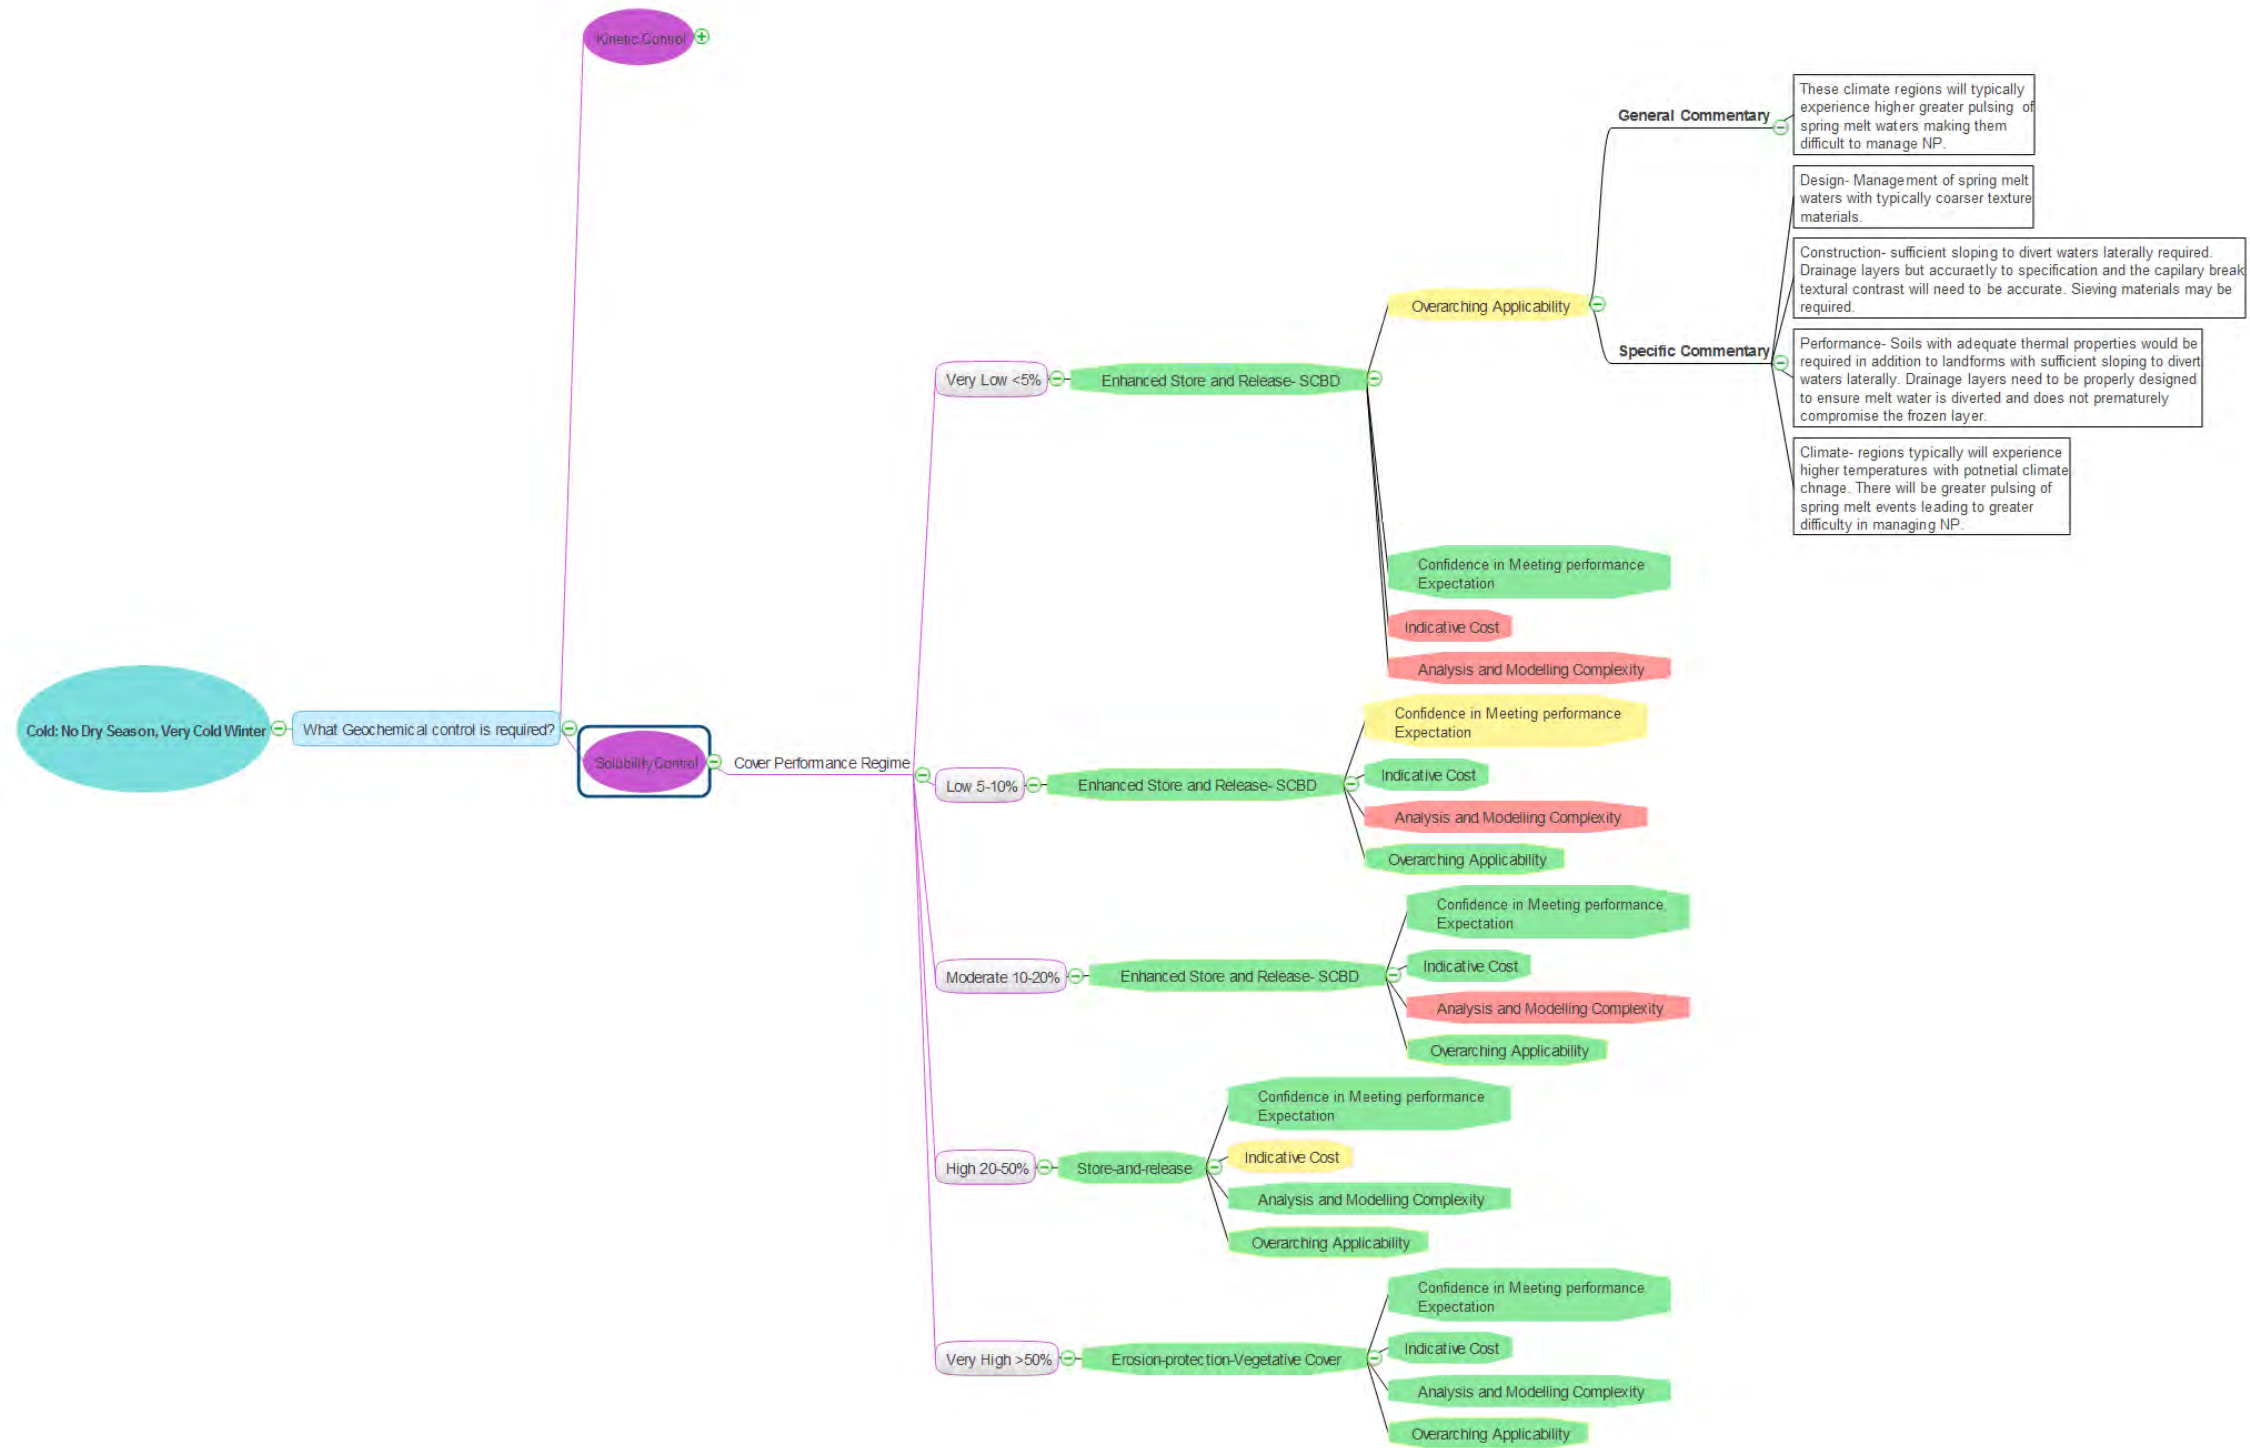 Kinetic Control
General Commentary
These climate regions will typically
experience higher greater pulsing of
spring melt waters making them
difficult to manage NP.
Design- Management of spring melt
waters with typically coarser texture
materials.
Construction- sufficient sloping to divert waters laterally required.
Drainage layers but accuraetly to specification and the capilary break
textural contrast will need to be accurate. Sieving materials may be
required.
Overarching Applicability
Specific Commentary
Performance- Soils with adequate thermal properties would be
required in addition to landforms with sufficient sloping to divert
waters laterally. Drainage layers need to be properly designed
to ensure melt water is diverted and does not prematurely
compromise the frozen layer.
Very Low <5%
Enhanced Store and Release- SCBD
Climate- regions typically will experience
higher temperatures with potnetial climate
chnage. There will be greater pulsing of
spring melt events leading to greater
difficulty in managing NP.
Confidence in Meeting performance
Expectation
Indicative Cost
Analysis and Modelling Complexity
Cold: No Dry Season, Very Cold Winter
What Geochemical control is required?
Solubility Control
Cover Performance Regime
Low 5-10%
Enhanced Store and Release- SCBD
Confidence in Meeting performance
Expectation
Indicative Cost
Analysis and Modelling Complexity
Overarching Applicability
Moderate 10-20%
Enhanced Store and Release- SCBD
Confidence in Meeting performance
Expectation
Indicative Cost
Analysis and Modelling Complexity
Overarching Applicability
High 20-50%
Store-and-release
Confidence in Meeting performance
Expectation
Indicative Cost
Analysis and Modelling Complexity
Overarching Applicability
Very High >50%
Erosion-protection-Vegetative Cover
Confidence in Meeting performance
Expectation
Indicative Cost
Analysis and Modelling Complexity
Overarching Applicability